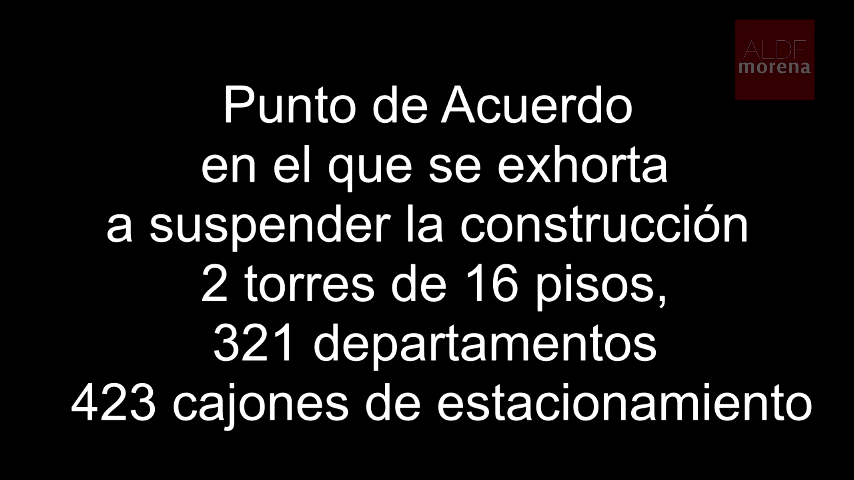 ALDF
morena
Punto de Acuerdo
en el que se exhorta
a suspender la construcción
2 torres de 16 pisos,
321 departamentos
423 cajones de estacionamiento